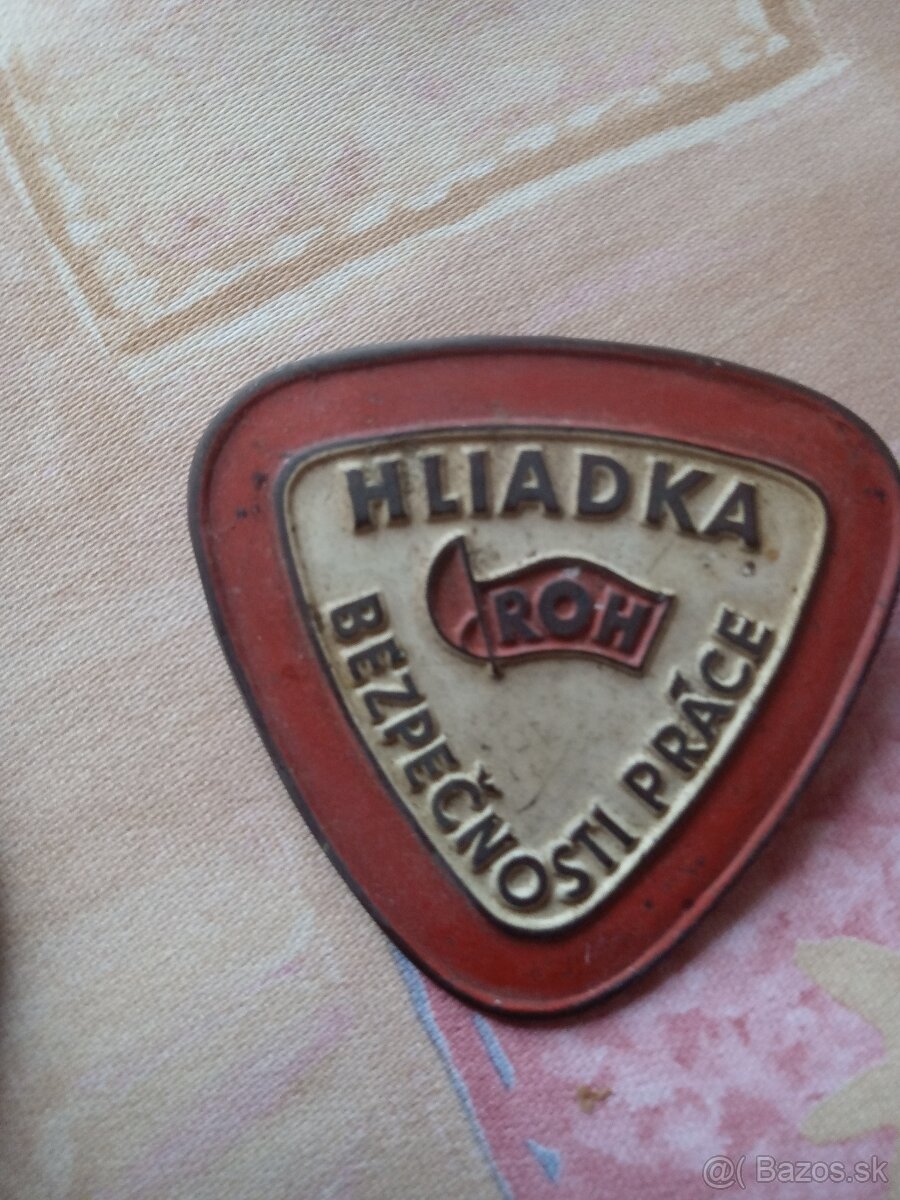 HLIADKA
ROH
BEZPEČNOSTI PRÁCE
@( Bazos.sk